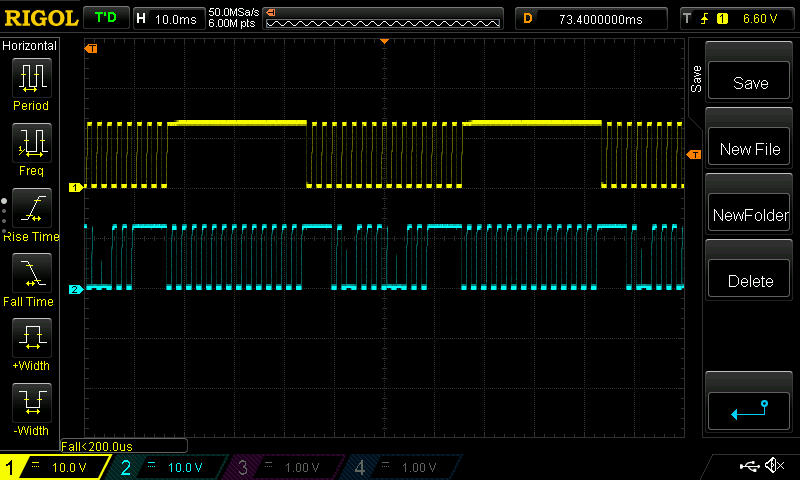 RIGOL T'D H 10.0ms 50.0MSa/s D 73.4000000ms T 1 6.60 V
6.00M pts
T
Horizontal
Period
Freq
Rise Time
Fall Time
+Width
-Width
1
2
T
Save
Save
New File
NewFolder
Delete
Fall<200.0us
1 = 10.0 V 2 = 10.0 V 3 = 1.00 V 4 = 1.00 V